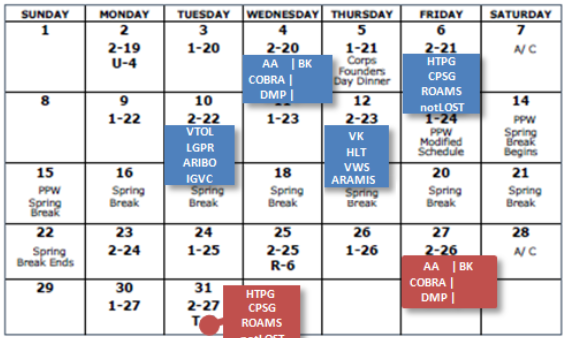 SUNDAY MONDAY TUESDAY WEDNESDAY THURSDAY FRIDAY SATURDAY
1 2 3 4 5 6 7
2-19 1-20 2-20 1-21 2-21 A/C
U-4
AA | BK
COBRA |
DMP |
Corps
Founders
Day Dinner
HTPG
CPSG
ROAMS
notLOST
8 9 10 12 14
1-22 2-22 1-23 2-23 1-24
VTOL
LGPR
ARIBO
IGVC
VK
HLT
VWS
ARAMIS
PPW
Modified
Schedule
PPW
Spring
Break
Begins
15 16 18 20 21
PPW
Spring
Break
Spring
Break
Spring
Break
Spring
Break
Spring
Break
Spring
Break
Spring
Break
22 23 24 25 26 27 28
Spring
Break Ends
2-24 1-25 2-25 1-26 2-26 A/C
R-6
AA | BK
COBRA |
DMP |
29 30 31
1-27 2-27
T
HTPG
CPSG
ROAMS
notLOST